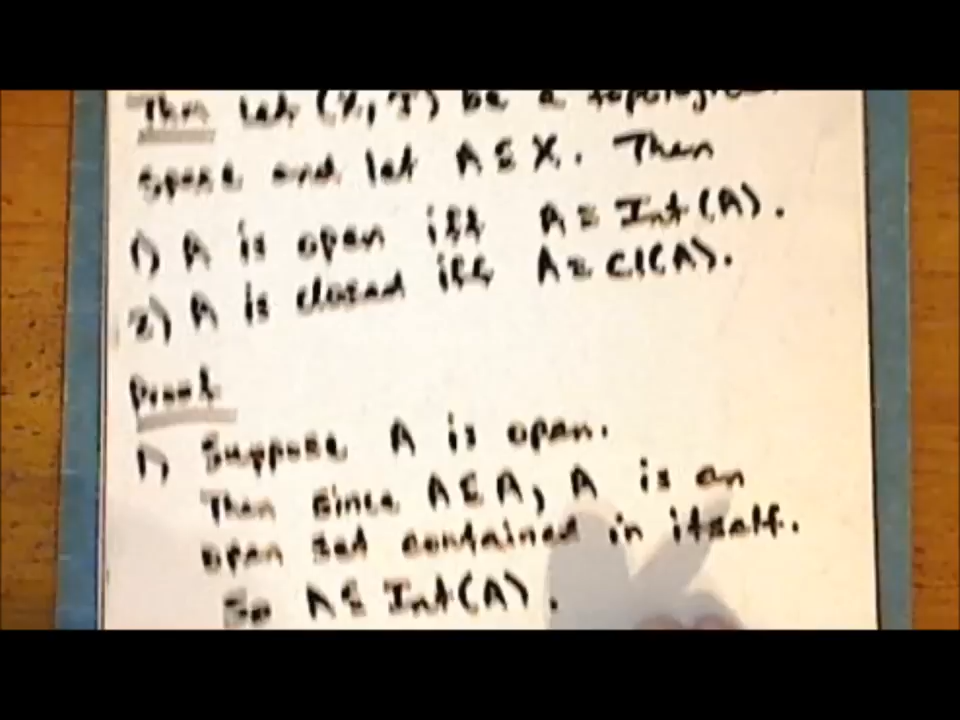 Thm Let (X, T) be a topological
space and let A ⊆ X. Then
1) A is open iff A = Int(A).
2) A is closed iff A = Cl(A).
Proof
1) Suppose A is open.
Then since A ⊆ A, A is an
open set contained in itself.
So A ⊆ Int(A).